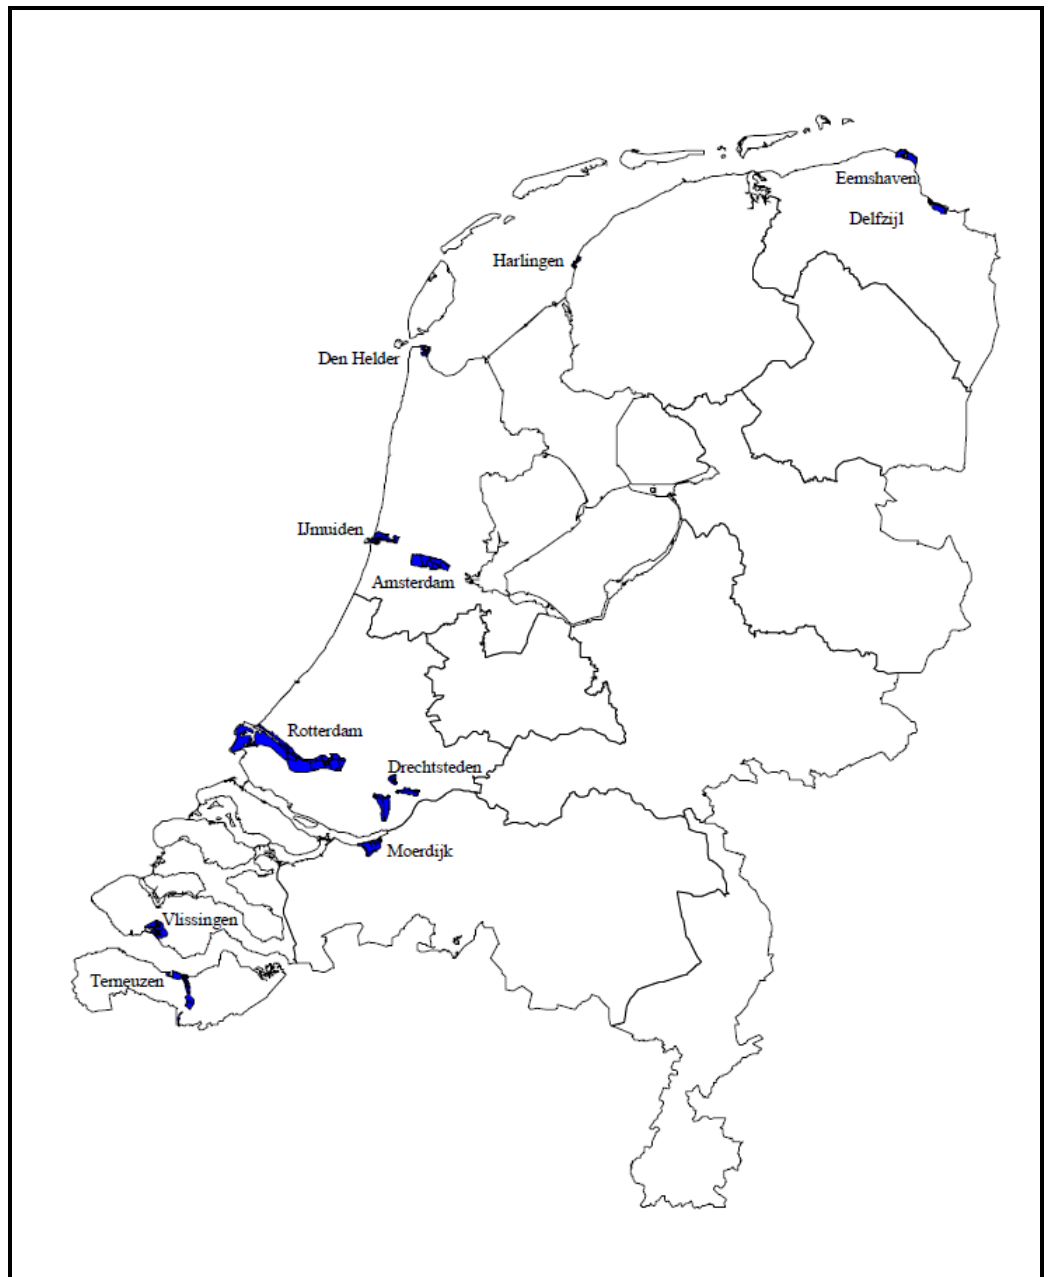 Eemshaven
Delfzijl
Harlingen
Den Helder
IJmuiden
Amsterdam
Rotterdam
Drechtsteden
Moerdijk
Vlissingen
Terneuzen